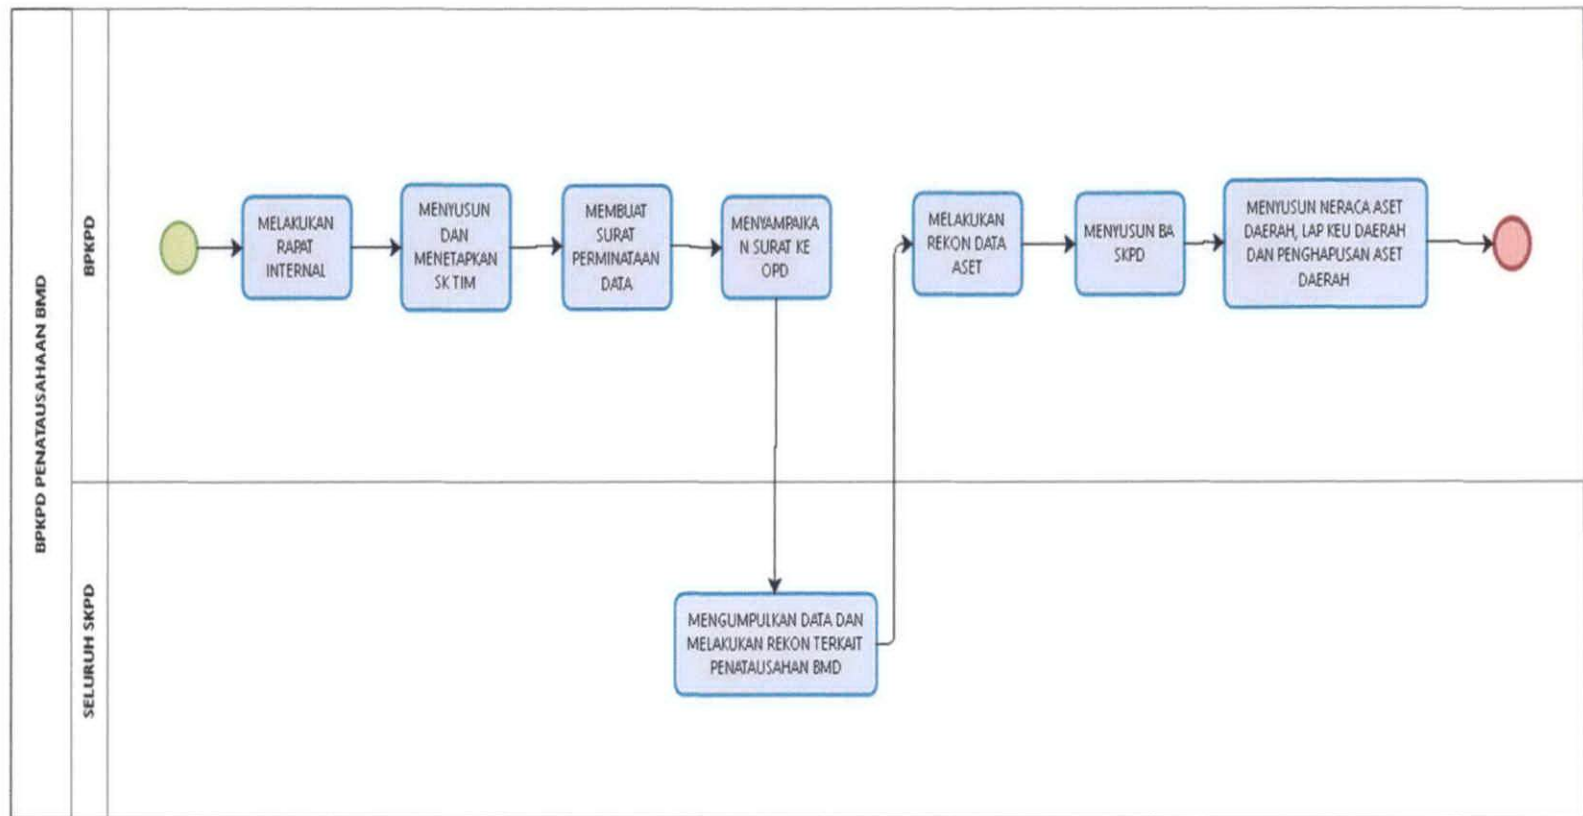 BPKPD PENATAUSAHAAN BMD
BPKPD
MELAKUKAN
RAPAT
INTERNAL
MENYUSUN
DAN
MENETAPKAN
SK TIM
MEMBUAT
SURAT
PERMINATAAN
DATA
MENYAMPAIKA
N SURAT KE
OPD
MELAKUKAN
REKON DATA
ASET
MENYUSUN BA
SKPD
MENYUSUN NERACA ASET
DAERAH, LAP KEU DAERAH
DAN PENGHAPUSAN ASET
DAERAH
SELURUH SKPD
MENGUMPULKAN DATA DAN
MELAKUKAN REKON TERKAIT
PENATAUSAHAN BMD